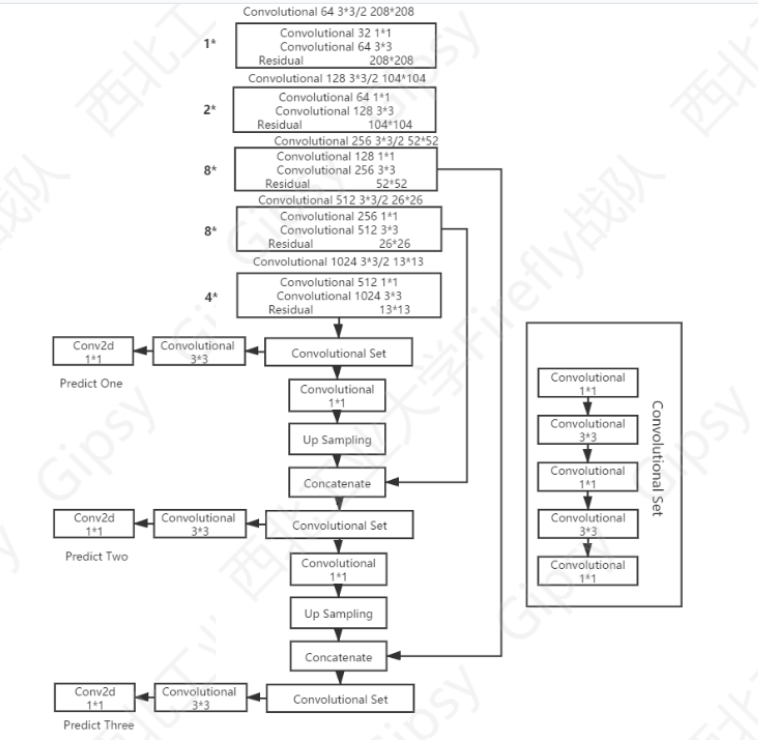 Convolutional 64 3*3/2 208*208
1*
Convolutional 32 1*1
Convolutional 64 3*3
Residual 208*208
Convolutional 128 3*3/2 104*104
2*
Convolutional 64 1*1
Convolutional 128 3*3
Residual 104*104
Convolutional 256 3*3/2 52*52
8*
Convolutional 128 1*1
Convolutional 256 3*3
Residual 52*52
Convolutional 512 3*3/2 26*26
8*
Convolutional 256 1*1
Convolutional 512 3*3
Residual 26*26
Convolutional 1024 3*3/2 13*13
4*
Convolutional 512 1*1
Convolutional 1024 3*3
Residual 13*13
Conv2d
1*1
Convolutional
3*3
Convolutional Set
Predict One
Convolutional
1*1
Up Sampling
Concatenate
Conv2d
1*1
Convolutional
3*3
Convolutional Set
Predict Two
Convolutional
1*1
Up Sampling
Concatenate
Conv2d
1*1
Convolutional
3*3
Convolutional Set
Predict Three
Convolutional
1*1
Convolutional
3*3
Convolutional
1*1
Convolutional
3*3
Convolutional
1*1
Convolutional Set
西北工业大学Firefly战队
Gipsy